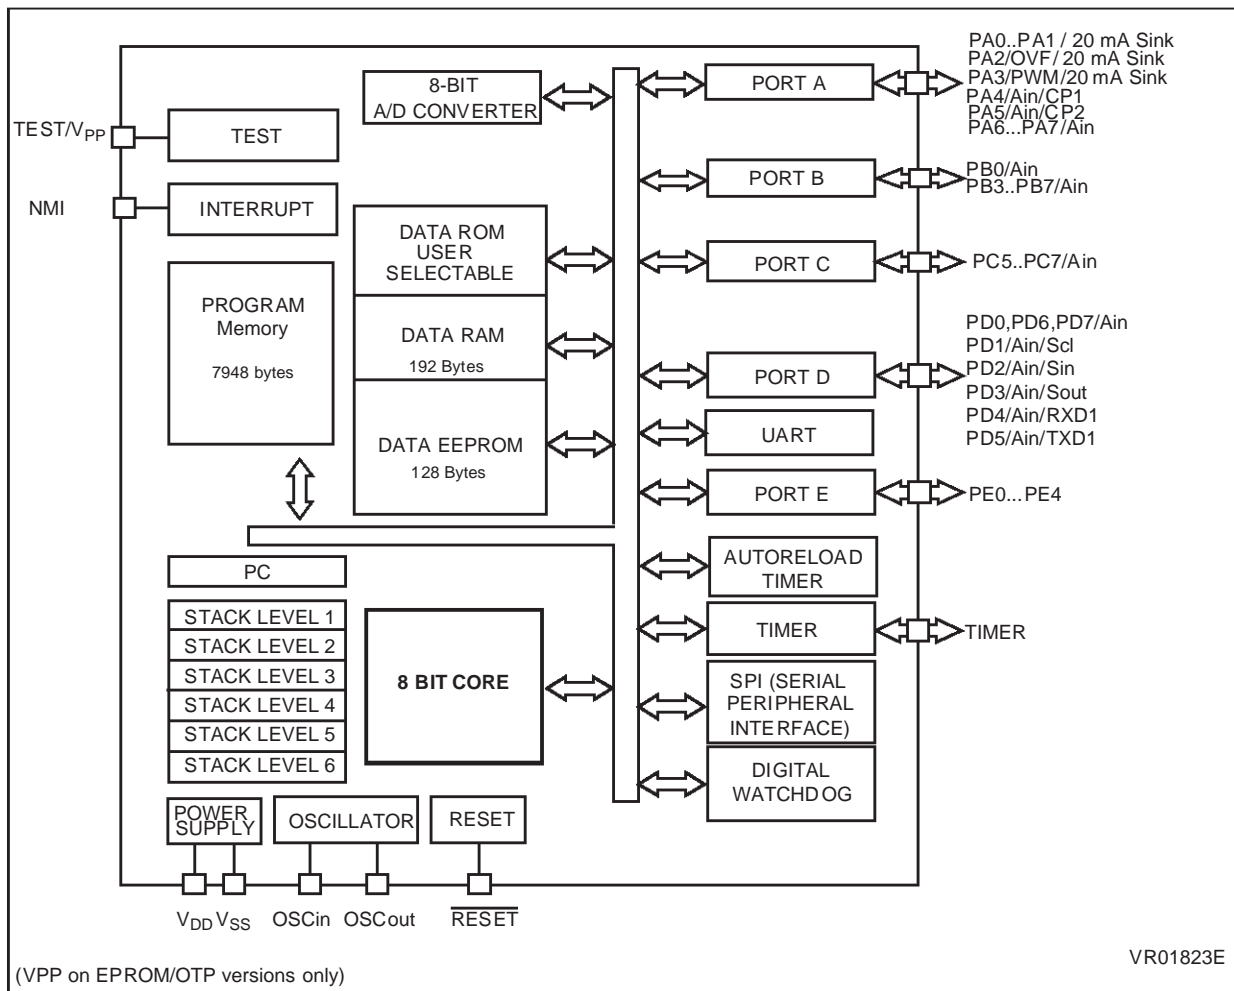 TEST/VPP
NMI
TEST
INTERRUPT
PROGRAM
Memory
7948 bytes
8-BIT
A/D CONVERTER
DATA ROM
USER
SELECTABLE
DATA RAM
192 Bytes
DATA EEPROM
128 Bytes
PC
STACK LEVEL 1
STACK LEVEL 2
STACK LEVEL 3
STACK LEVEL 4
STACK LEVEL 5
STACK LEVEL 6
8 BIT CORE
POWER
SUPPLY
OSCILLATOR
RESET
VDD VSS
OSCin
OSCout
RESET
PORT A
PA0..PA1 / 20 mA Sink
PA2/OVF/ 20 mA Sink
PA3/PWM/20 mA Sink
PA4/Ain/CP1
PA5/Ain/CP2
PA6...PA7/Ain
PORT B
PB0/Ain
PB3..PB7/Ain
PORT C
PC5..PC7/Ain
PORT D
PD0,PD6,PD7/Ain
PD1/Ain/Scl
PD2/Ain/Sin
PD3/Ain/Sout
PD4/Ain/RXD1
PD5/Ain/TXD1
UART
PORT E
PE0...PE4
AUTORELOAD
TIMER
TIMER
TIMER
SPI (SERIAL
PERIPHERAL
INTERFACE)
DIGITAL
WATCHDOG
(VPP on EPROM/OTP versions only)
VR01823E